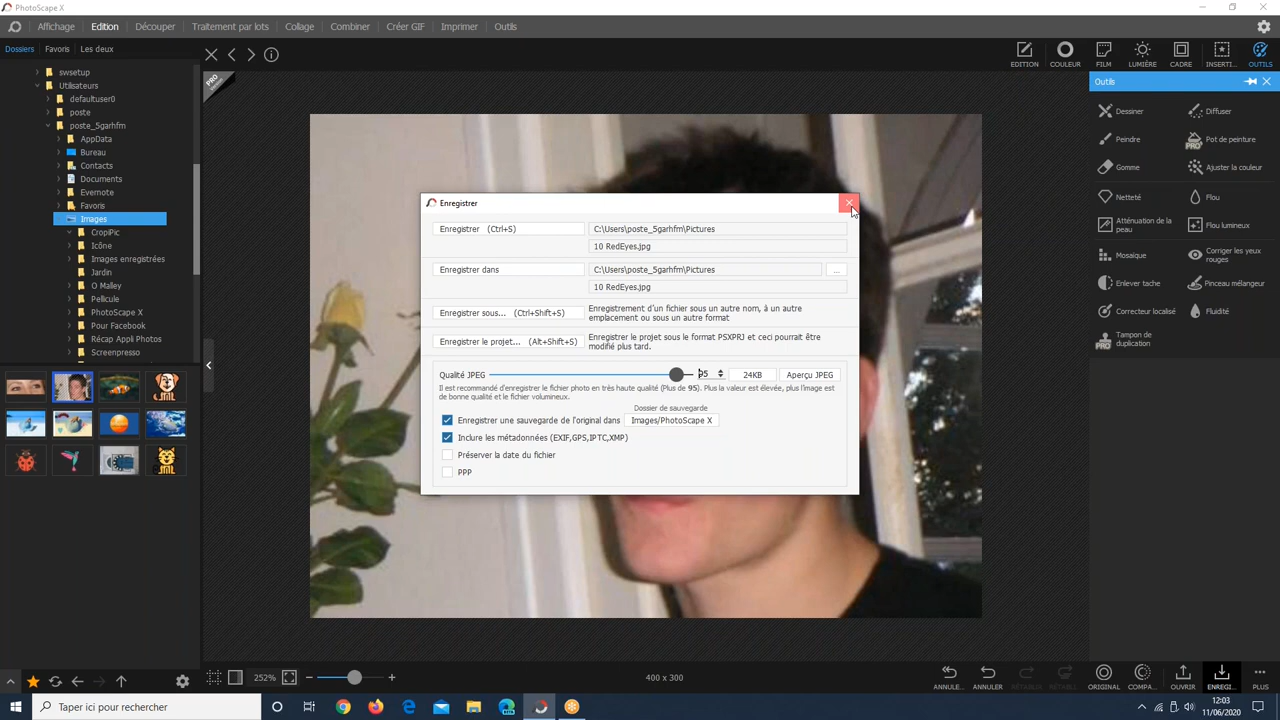 PhotoScape X
Affichage Edition Découper Traitement par lots Collage Combiner Créer GIF Imprimer Outils
Dossiers Favoris Les deux
EDITION COULEUR FILM LUMIÈRE CADRE INSERTI... OUTILS
PRO
swsetup
Utilisateurs
defaultuser0
poste
poste_5garhfm
AppData
Bureau
Contacts
Documents
Evernote
Favoris
Images
CropiPic
Icône
Images enregistrées
Jardin
O Malley
Pellicule
PhotoScape X
Pour Facebook
Récap Appli Photos
Screenpresso
Outils
Dessiner Diffuser
Peindre Pot de peinture
PRO
Gomme Ajuster la couleur
Netteté Flou
Atténuation de la peau Flou lumineux
Mosaïque Corriger les yeux rouges
Enlever tache Pinceau mélangeur
Correcteur localisé Fluidité
Tampon de duplication
PRO
Enregistrer
Enregistrer (Ctrl+S) C:\Users\poste_5garhfm\Pictures
10 RedEyes.jpg
Enregistrer dans C:\Users\poste_5garhfm\Pictures ...
10 RedEyes.jpg
Enregistrer sous... (Ctrl+Shift+S) Enregistrement d'un fichier sous un autre nom, à un autre
emplacement ou sous un autre format
Enregistrer le projet... (Alt+Shift+S) Enregistrer le projet sous le format PSXPRJ et ceci pourrait être
modifié plus tard.
Qualité JPEG 95 24KB Aperçu JPEG
Il est recommandé d'enregistrer le fichier photo en très haute qualité (Plus de 95). Plus la valeur est élevée, plus l'image est
de bonne qualité et le fichier volumineux.
Dossier de sauvegarde
Enregistrer une sauvegarde de l'original dans Images/PhotoScape X
Inclure les métadonnées (EXIF,GPS,IPTC,XMP)
Préserver la date du fichier
PPP
252% 400 x 300
ANNULE... ANNULER RÉTABLIR RÉTABLI... ORIGINAL COMPA... OUVRIR ENREGI... PLUS
Taper ici pour rechercher
12:03
11/06/2020